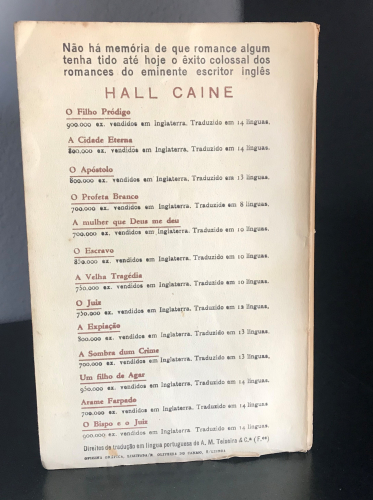 Não há memória de que romance algum
tenha tido até hoje o êxito colossal dos
romances do eminente escritor inglês
HALL CAINE
O Filho Pródigo
900.000 ex. vendidos em Inglaterra. Traduzido em 14 línguas.
A Cidade Eterna
800.000 ex. vendidos em Inglaterra. Traduzido em 14 línguas.
O Apóstolo
800.000 ex. vendidos em Inglaterra. Traduzido em 13 línguas.
O Profeta Branco
700.000 ex. vendidos em Inglaterra. Traduzido em 8 línguas.
A mulher que Deus me deu
700.000 ex. vendidos em Inglaterra. Traduzido em 10 línguas.
O Escravo
850.000 ex. vendidos em Inglaterra. Traduzido em 13 línguas.
A Velha Tragédia
750.000 ex. vendidos em Inglaterra. Traduzido em 13 línguas.
O Juiz
750.000 ex. vendidos em Inglaterra. Traduzido em 12 línguas.
A Expiação
800.000 ex. vendidos em Inglaterra. Traduzido em 13 línguas.
A Sombra dum Crime
700.000 ex. vendidos em Inglaterra. Traduzido em 13 línguas.
Um filho de Agar
950.000 ex. vendidos em Inglaterra. Traduzido em 14 línguas
Arame Farpado
700.000 ex. vendidos em Inglaterra. Traduzido em 14 línguas
O Bispo e o Juiz
900.000 ex. vendidos em Inglaterra. Traduzido em 14 línguas
Direitos de tradução em língua portuguesa de A. M. Teixeira & C.ª (F.os)
GRÁFICA, LISBOA